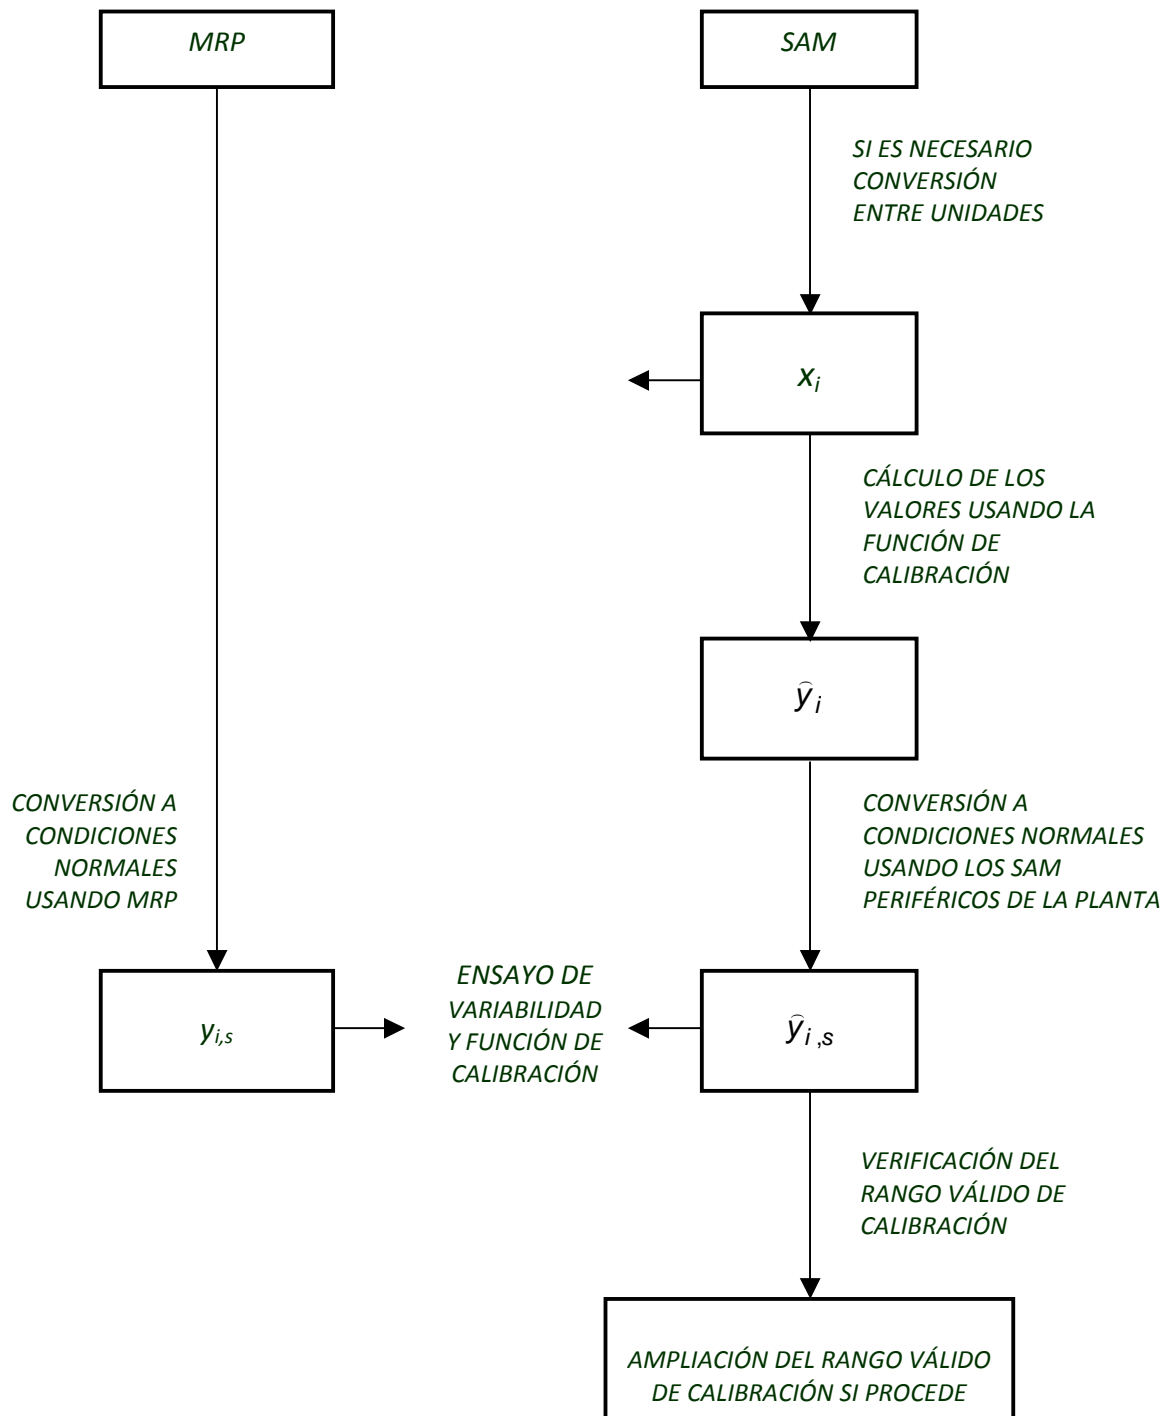 MRP
SAM
SI ES NECESARIO
CONVERSIÓN
ENTRE UNIDADES
xi
CÁLCULO DE LOS
VALORES USANDO LA
FUNCIÓN DE
CALIBRACIÓN
ŷi
CONVERSIÓN A
CONDICIONES
NORMALES
USANDO MRP
CONVERSIÓN A
CONDICIONES NORMALES
USANDO LOS SAM
PERIFÉRICOS DE LA PLANTA
yi,s
ENSAYO DE
VARIABILIDAD
Y FUNCIÓN DE
CALIBRACIÓN
ŷi,s
VERIFICACIÓN DEL
RANGO VÁLIDO DE
CALIBRACIÓN
AMPLIACIÓN DEL RANGO VÁLIDO
DE CALIBRACIÓN SI PROCEDE